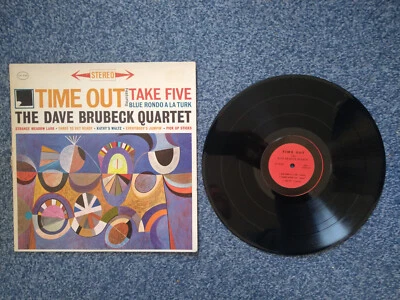 STEREO
TIME OUT
Featuring
TAKE FIVE
BLUE RONDO A LA TURK
THE DAVE BRUBECK QUARTET
STRANGE MEADOW LARK • THREE TO GET READY • KATHY'S WALTZ • EVERYBODY'S JUMPIN' • PICK UP STICKS
TIME OUT